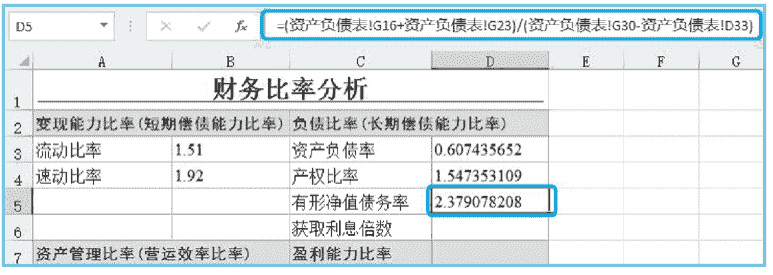 D5 fx =(资产负债表!G16+资产负债表!G23)/(资产负债表!G30-资产负债表!D33)
A B C D E F G
1 财务比率分析
2 变现能力比率(短期偿债能力比率) 负债比率(长期偿债能力比率)
3 流动比率 1.51 资产负债率 0.607435652
4 速动比率 1.92 产权比率 1.547353109
5 有形净值债务率 2.379078208
6 获取利息倍数
7 资产管理比率(营运效率比率) 盈利能力比率